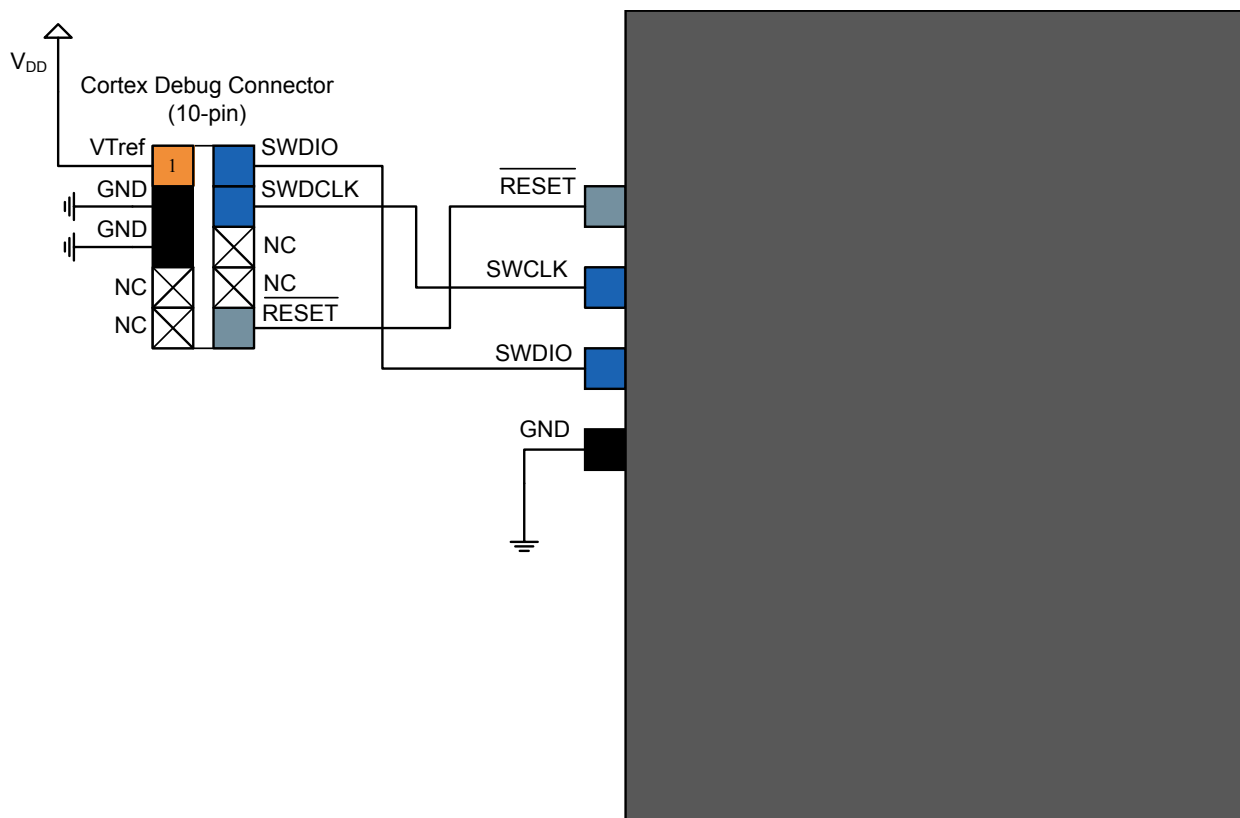 VDD
Cortex Debug Connector
(10-pin)
VTref
1
SWDIO
GND
SWDCLK
GND
NC
NC
NC
NC
RESET
RESET
SWCLK
SWDIO
GND